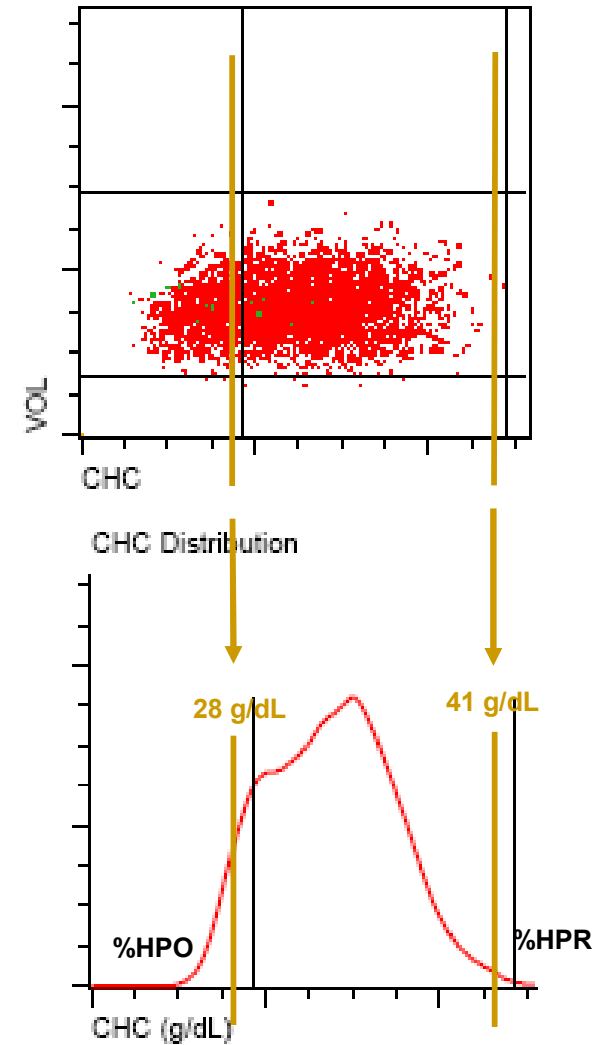 VOL
CHC
CHC Distribution
28 g/dL
41 g/dL
%HPO
%HPR
CHC (g/dL)